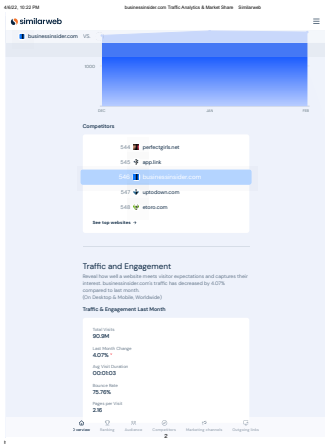 4/6/22, 10:22 PM businessinsider.com Traffic Analytics & Market Share Similarweb
similarweb
businessinsider.com VS.
1000
DEC JAN FEB
Competitors
544 perfectgirls.net
545 app.link
546 businessinsider.com
547 uptodown.com
548 etoro.com
See top websites →
Traffic and Engagement
Reveal how well a website meets visitor expectations and captures their
interest. businessinsider.com's traffic has decreased by 4.07%
compared to last month.
(On Desktop & Mobile, Worldwide)
Traffic & Engagement Last Month
Total Visits
90.9M
Last Month Change
4.07%
Avg Visit Duration
00:01:03
Bounce Rate
75.76%
Pages per Visit
2.16
Overview Ranking Audience Competitors Marketing channels Outgoing links
2